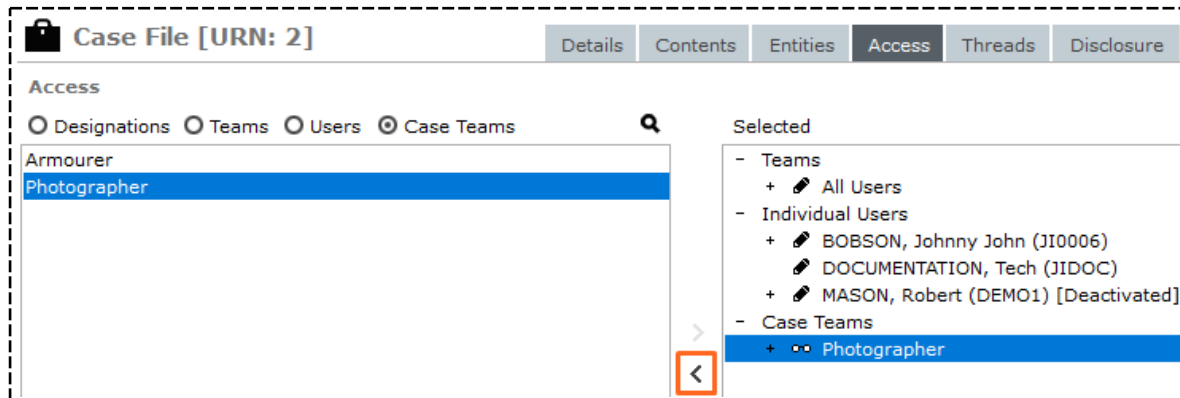 Case File [URN: 2]
Details Contents Entities Access Threads Disclosure
Access
Designations Teams Users Case Teams
Selected
Armourer
Photographer
- Teams
+ All Users
- Individual Users
+ BOBSON, Johnny John (JI0006)
DOCUMENTATION, Tech (JIDOC)
+ MASON, Robert (DEMO1) [Deactivated]
- Case Teams
+ Photographer